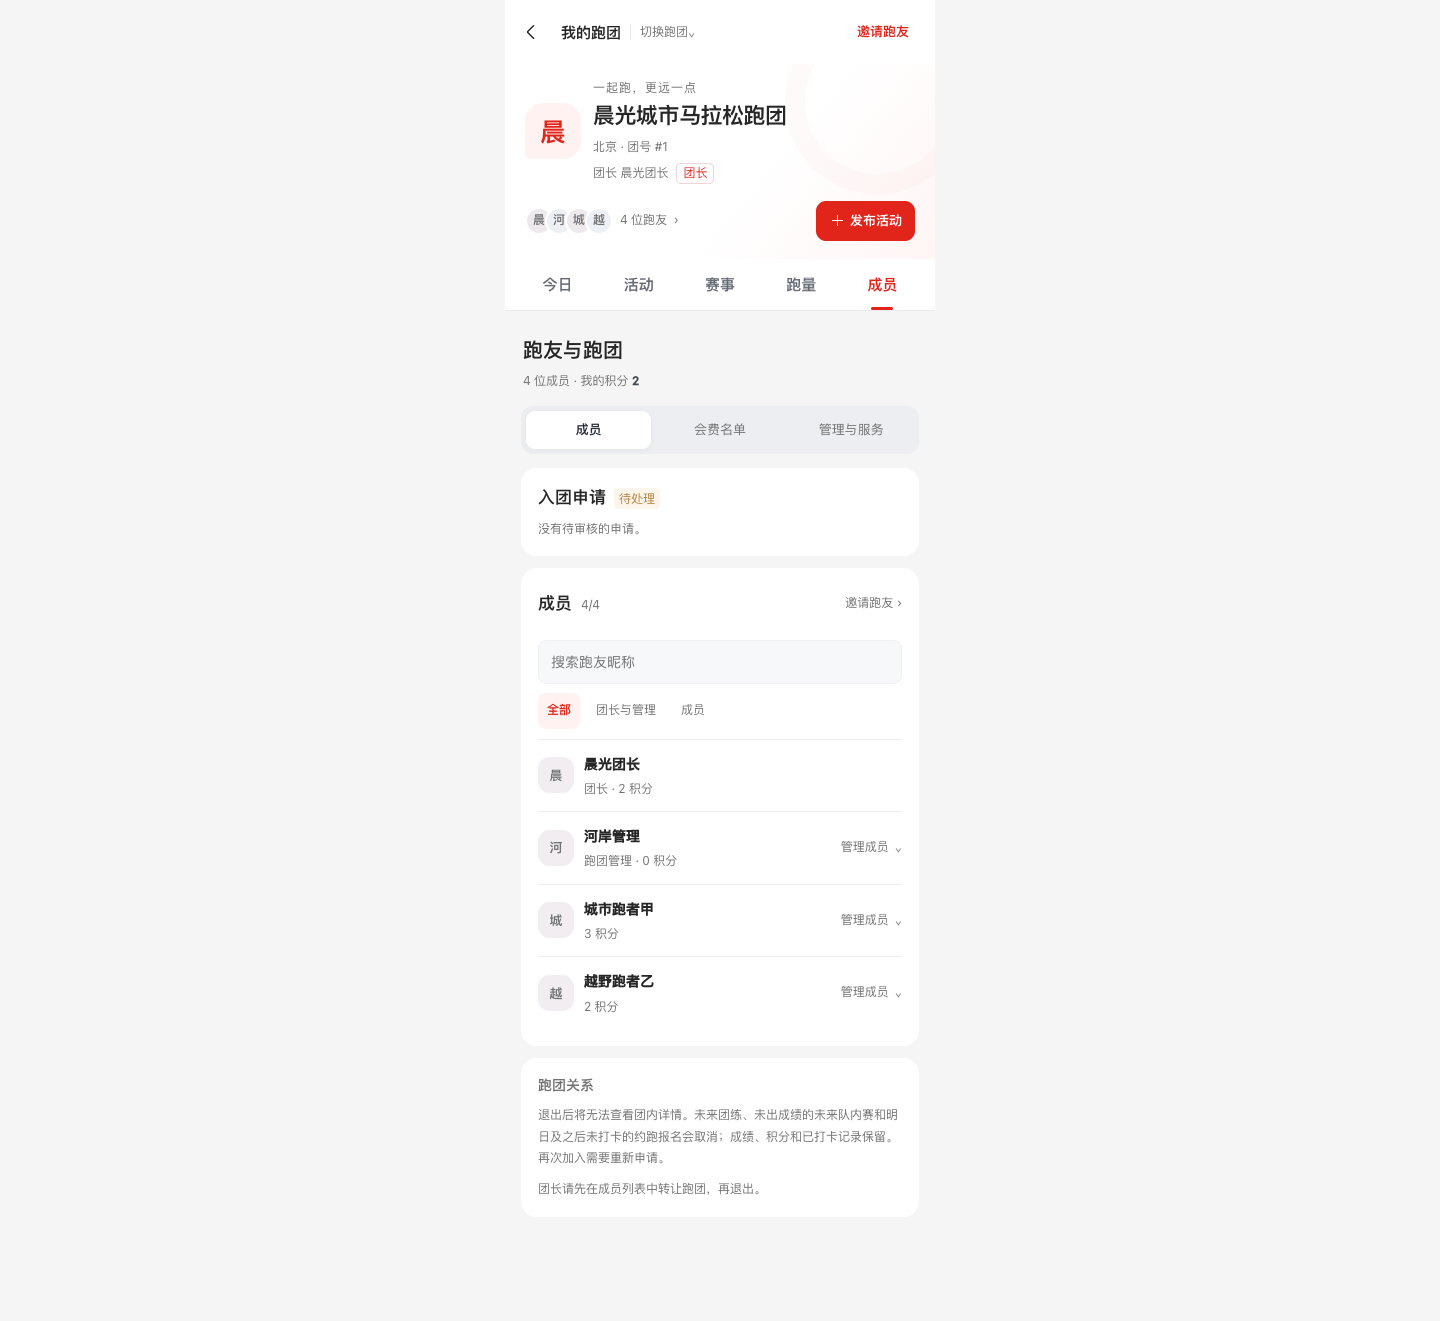 我的跑团 切换跑团⌄ 邀请跑友
一起跑，更远一点
晨 晨光城市马拉松跑团
北京 · 团号 #1
团长 晨光团长 团长
晨 河 城 越 4 位跑友 › ＋ 发布活动
今日 活动 赛事 跑量 成员
跑友与跑团
4 位成员 · 我的积分 2
成员 会费名单 管理与服务
入团申请 待处理
没有待审核的申请。
成员 4/4 邀请跑友 ›
搜索跑友昵称
全部 团长与管理 成员
晨 晨光团长
团长 · 2 积分
河 河岸管理 管理成员 ⌄
跑团管理 · 0 积分
城 城市跑者甲 管理成员 ⌄
3 积分
越 越野跑者乙 管理成员 ⌄
2 积分
跑团关系
退出后将无法查看团内详情。未来团练、未出成绩的未来队内赛和明
日及之后未打卡的约跑报名会取消；成绩、积分和已打卡记录保留。
再次加入需要重新申请。
团长请先在成员列表中转让跑团，再退出。